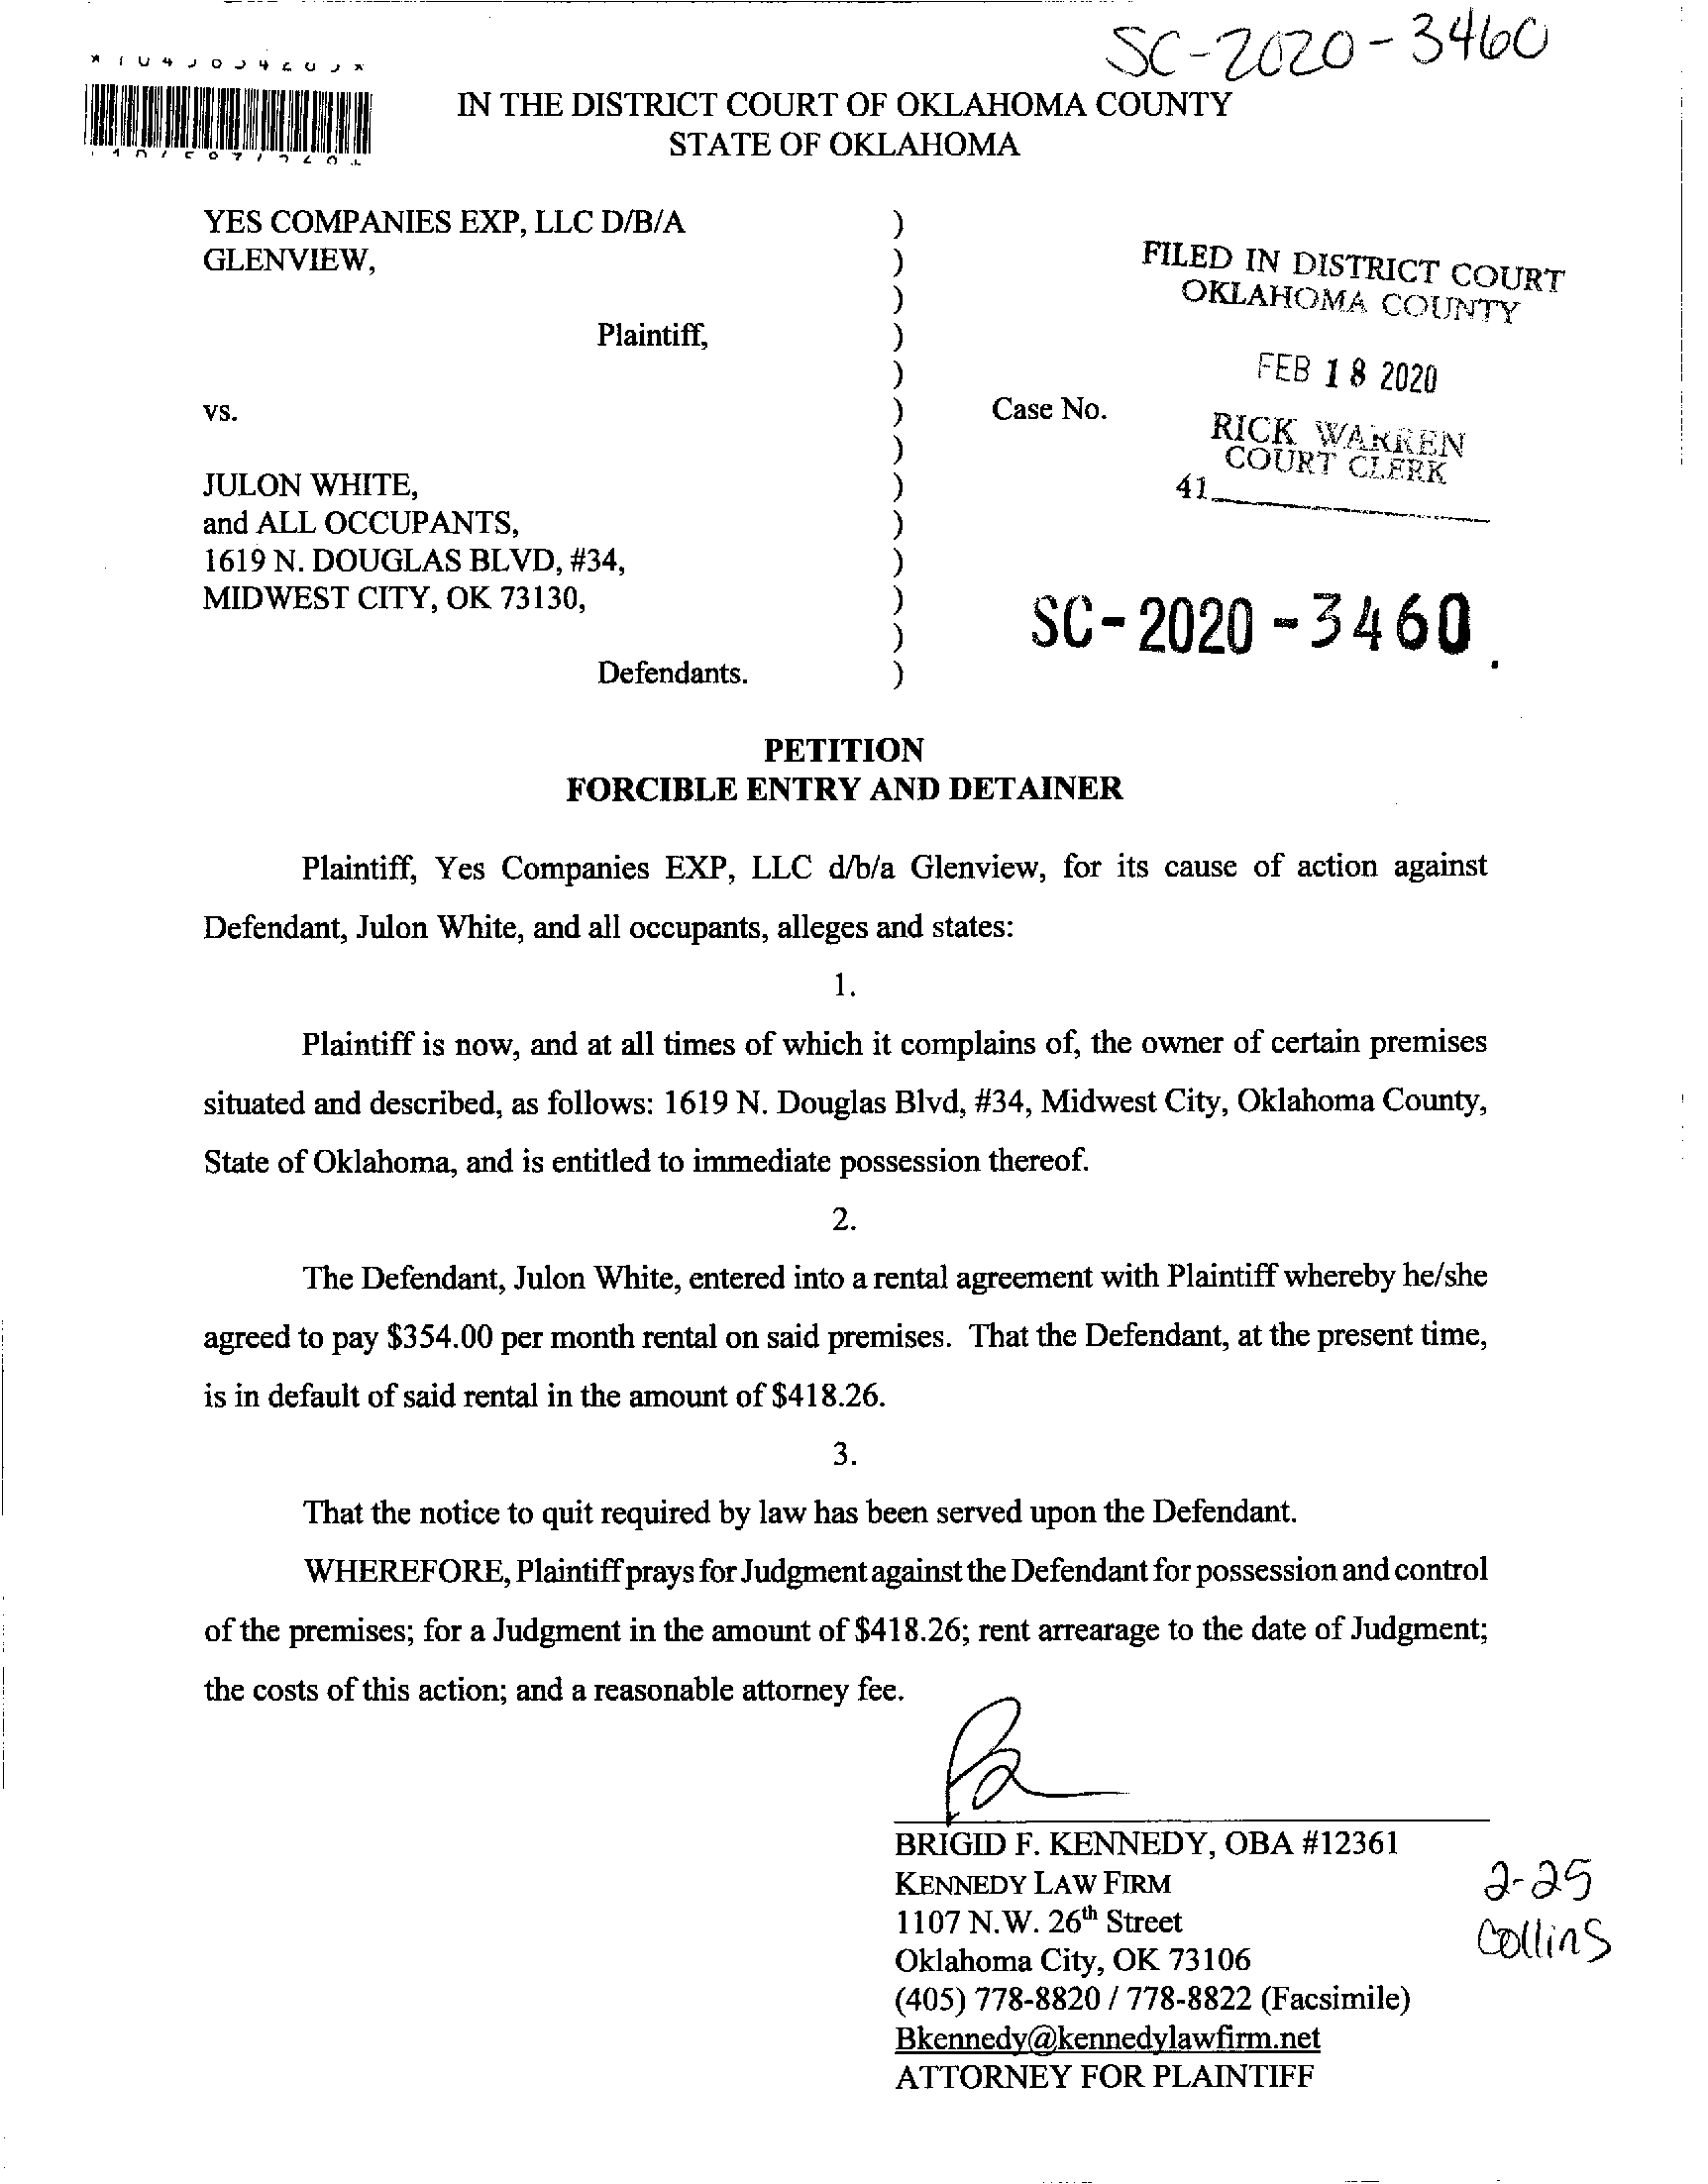 SC-2020-3460
IN THE DISTRICT COURT OF OKLAHOMA COUNTY
STATE OF OKLAHOMA
YES COMPANIES EXP, LLC D/B/A )
GLENVIEW, )
)
Plaintiff, )
)
vs. ) Case No.
)
JULON WHITE, )
and ALL OCCUPANTS, )
1619 N. DOUGLAS BLVD, #34, )
MIDWEST CITY, OK 73130, )
)
Defendants. )
FILED IN DISTRICT COURT
OKLAHOMA COUNTY
FEB 18 2020
RICK WARREN
COURT CLERK
41
SC-2020-3460.
PETITION
FORCIBLE ENTRY AND DETAINER
Plaintiff, Yes Companies EXP, LLC d/b/a Glenview, for its cause of action against
Defendant, Julon White, and all occupants, alleges and states:
1.
Plaintiff is now, and at all times of which it complains of, the owner of certain premises
situated and described, as follows: 1619 N. Douglas Blvd, #34, Midwest City, Oklahoma County,
State of Oklahoma, and is entitled to immediate possession thereof.
2.
The Defendant, Julon White, entered into a rental agreement with Plaintiff whereby he/she
agreed to pay $354.00 per month rental on said premises. That the Defendant, at the present time,
is in default of said rental in the amount of $418.26.
3.
That the notice to quit required by law has been served upon the Defendant.
WHEREFORE, Plaintiff prays for Judgment against the Defendant for possession and control
of the premises; for a Judgment in the amount of $418.26; rent arrearage to the date of Judgment;
the costs of this action; and a reasonable attorney fee.
BRIGID F. KENNEDY, OBA #12361
KENNEDY LAW FIRM
1107 N.W. 26th Street
Oklahoma City, OK 73106
(405) 778-8820 / 778-8822 (Facsimile)
Bkennedy@kennedylawfirm.net
ATTORNEY FOR PLAINTIFF
2-25
Collins